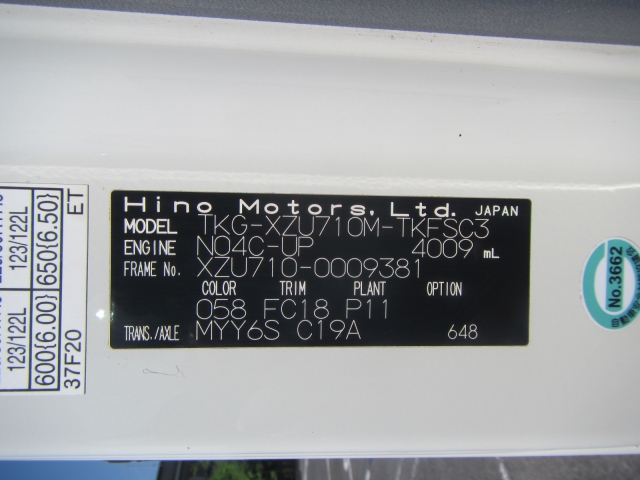 Hino Motors, Ltd. JAPAN
MODEL TKG-XZU710M-TKFSC3
ENGINE N04C-UP 4009 mL
FRAME No. XZU710-0009381
COLOR TRIM PLANT OPTION
058 FC18 P11
TRANS./AXLE MYY6S C19A 648
123/122L 123/122L
600{6.00} 650{6.50}
37F20 ET
No.3662